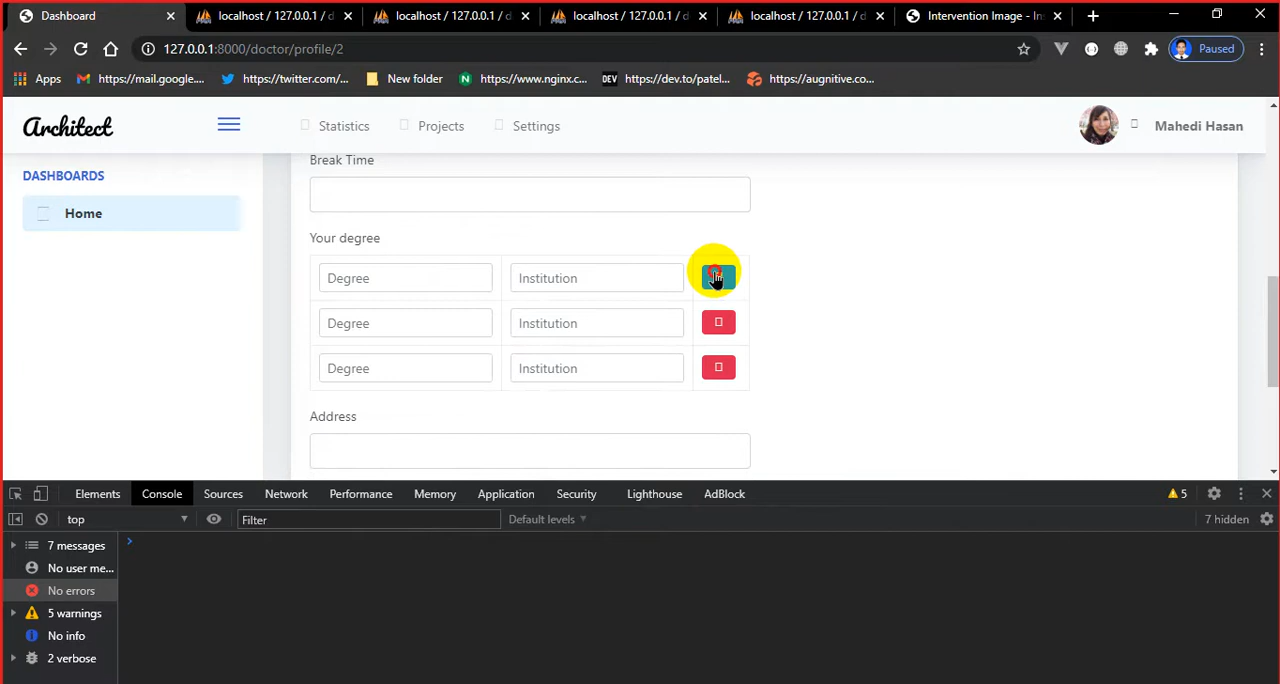 Dashboard
localhost / 127.0.0.1 / d
localhost / 127.0.0.1 / d
localhost / 127.0.0.1 / d
localhost / 127.0.0.1 / d
Intervention Image - In
127.0.0.1:8000/doctor/profile/2
Paused
Apps
https://mail.google....
https://twitter.com/...
New folder
https://www.nginx.c...
DEV
https://dev.to/patel...
https://augnitive.co...
Architect
Statistics
Projects
Settings
Mahedi Hasan
DASHBOARDS
Home
Break Time
Your degree
Degree
Institution
Degree
Institution
Degree
Institution
Address
Elements
Console
Sources
Network
Performance
Memory
Application
Security
Lighthouse
AdBlock
5
top
Filter
Default levels
7 hidden
7 messages
No user me...
No errors
5 warnings
No info
2 verbose